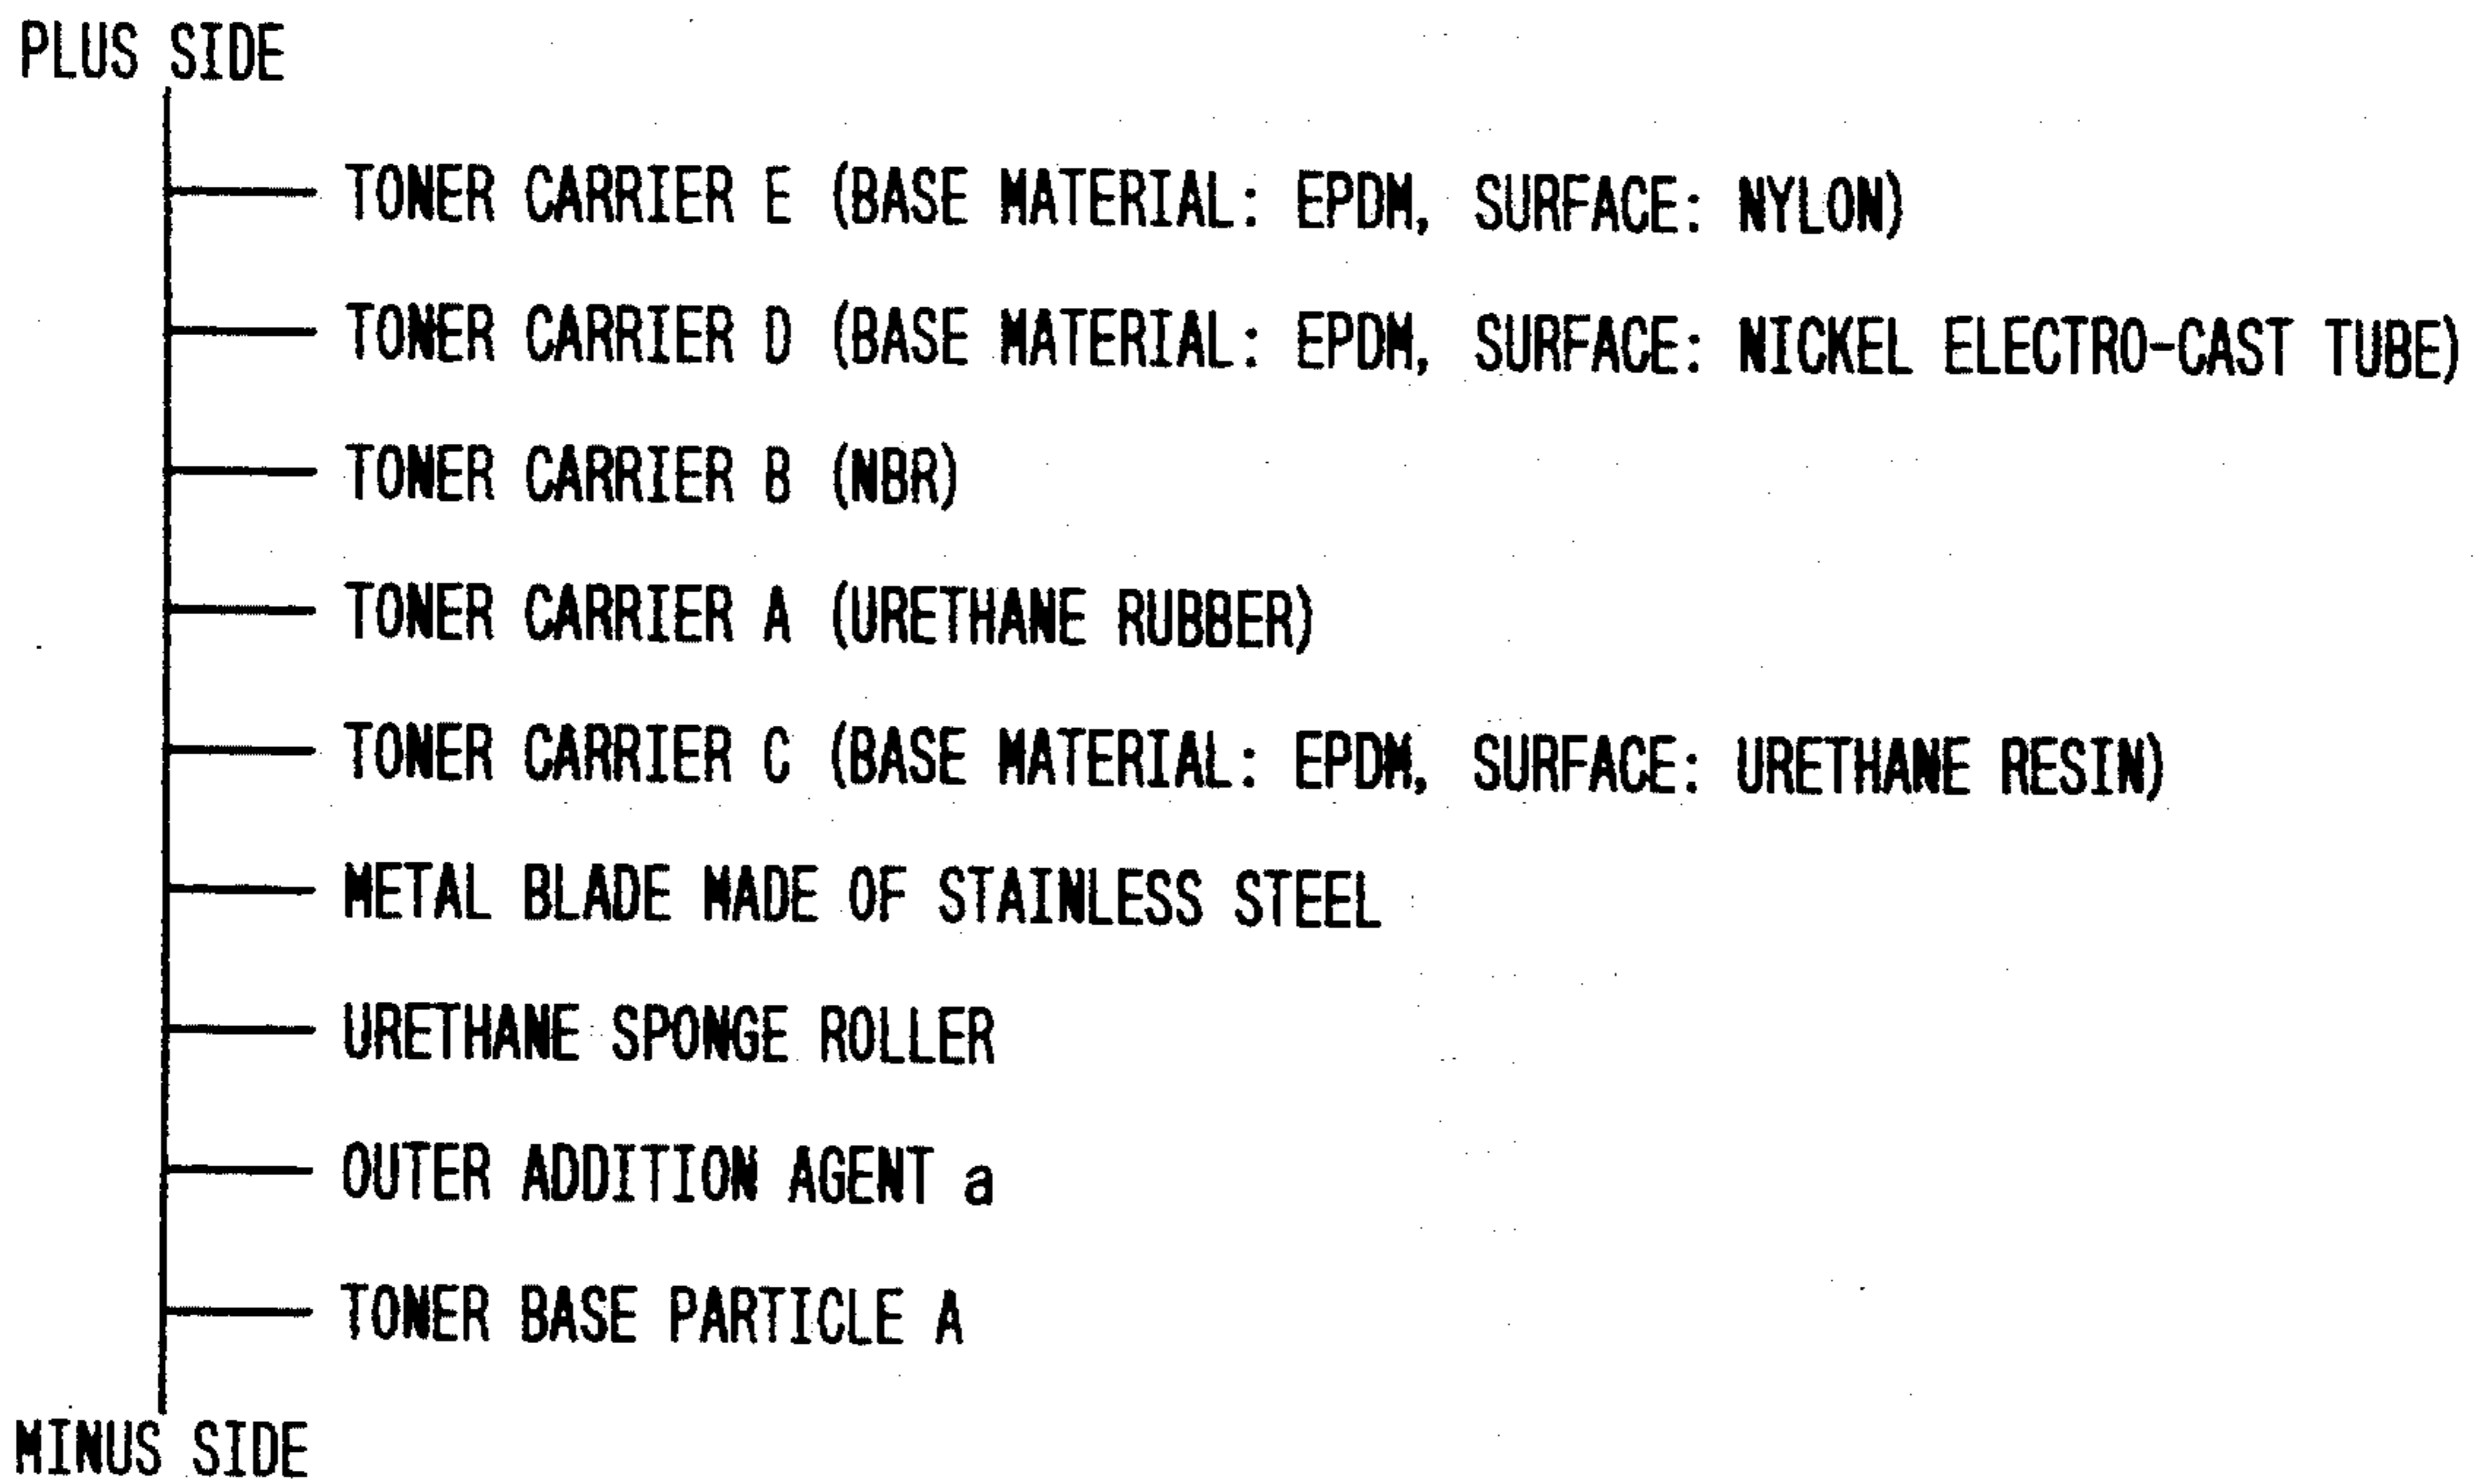 PLUS SIDE
TONER CARRIER E (BASE MATERIAL: EPDM, SURFACE: NYLON)
TONER CARRIER D (BASE MATERIAL: EPDM, SURFACE: NICKEL ELECTRO-CAST TUBE)
TONER CARRIER B (NBR)
TONER CARRIER A (URETHANE RUBBER)
TONER CARRIER C (BASE MATERIAL: EPDM, SURFACE: URETHANE RESIN)
METAL BLADE MADE OF STAINLESS STEEL
URETHANE SPONGE ROLLER
OUTER ADDITION AGENT a
TONER BASE PARTICLE A
MINUS SIDE